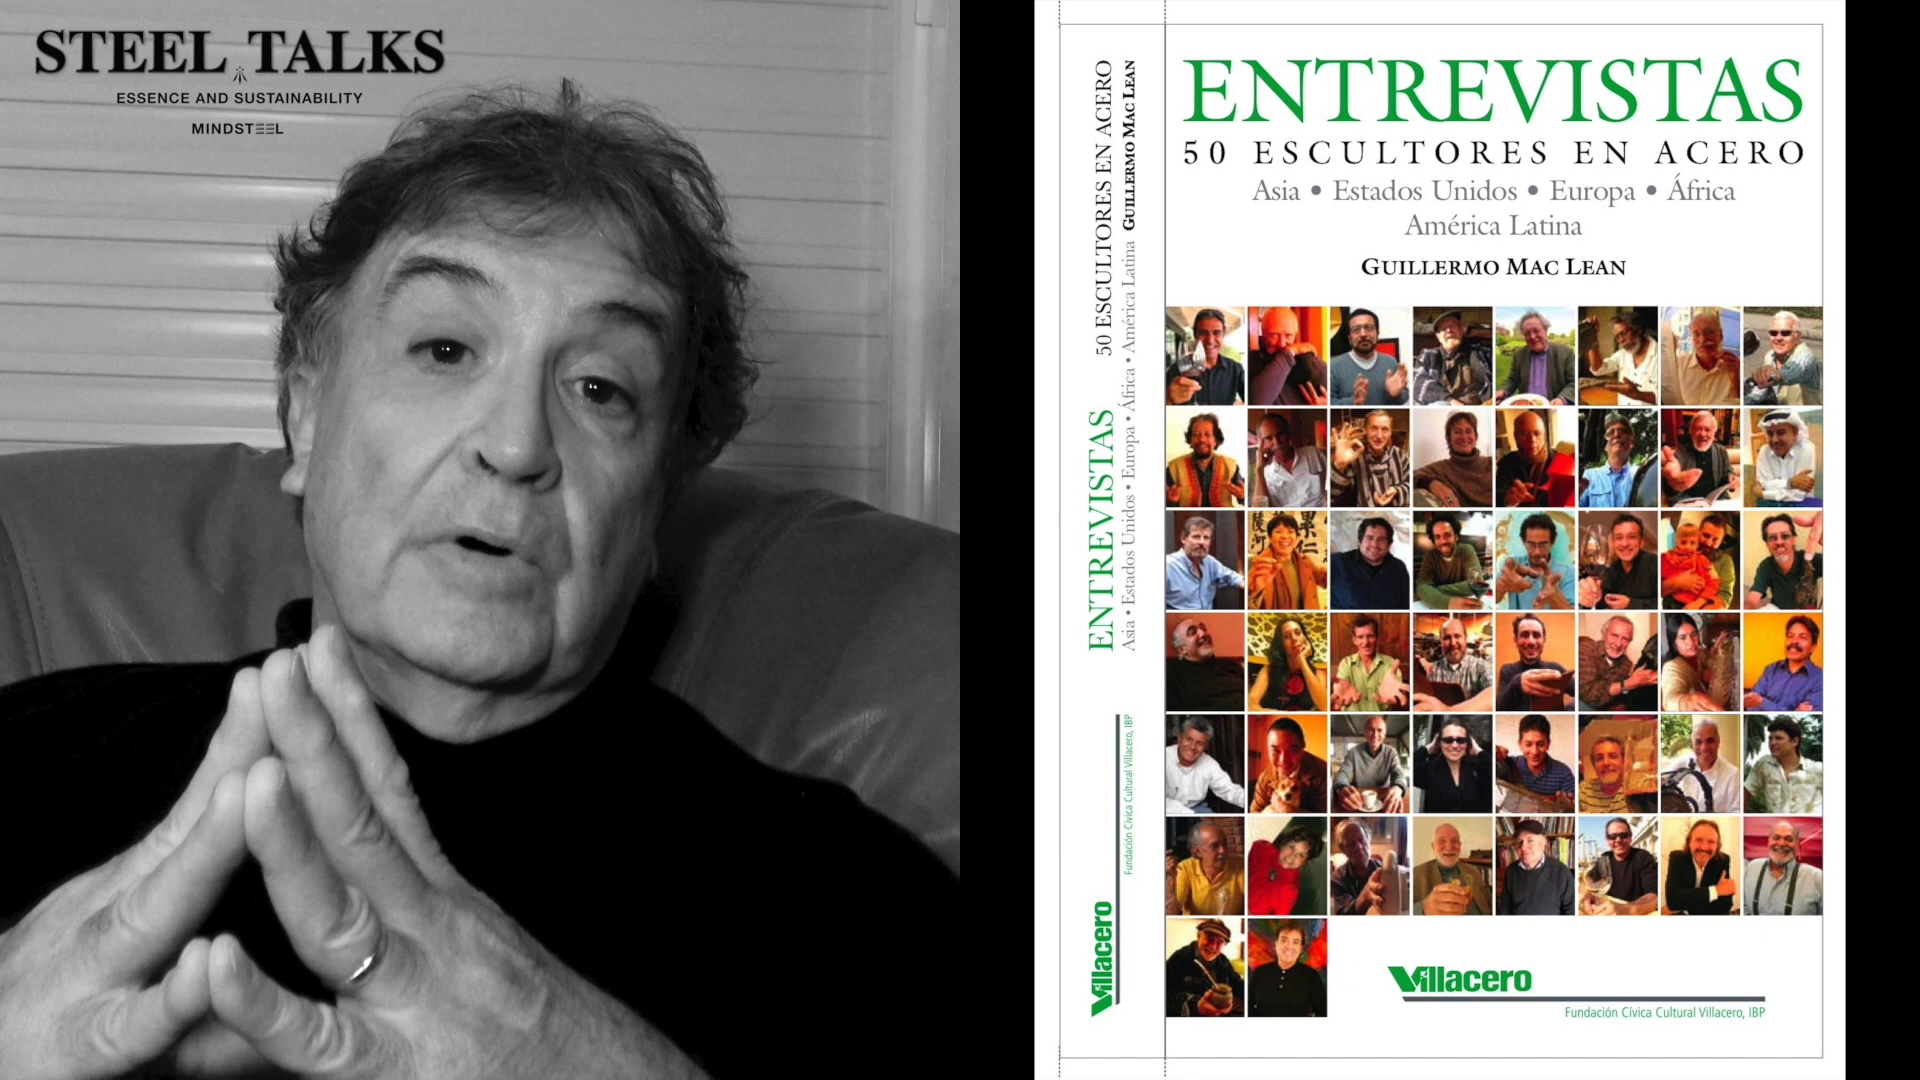 STEEL TALKS
ESSENCE AND SUSTAINABILITY
MINDSTEEL
ENTREVISTAS 50 ESCULTORES EN ACERO
Asia • Estados Unidos • Europa • África • América Latina GUILLERMO MAC LEAN
Villacero
Fundación Cívica Cultural Villacero, IBP
ENTREVISTAS
50 ESCULTORES EN ACERO
Asia • Estados Unidos • Europa • África
América Latina
GUILLERMO MAC LEAN
Villacero
Fundación Cívica Cultural Villacero, IBP